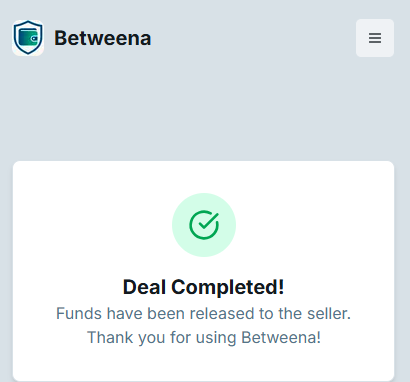 Betweena
Deal Completed!
Funds have been released to the seller.
Thank you for using Betweena!